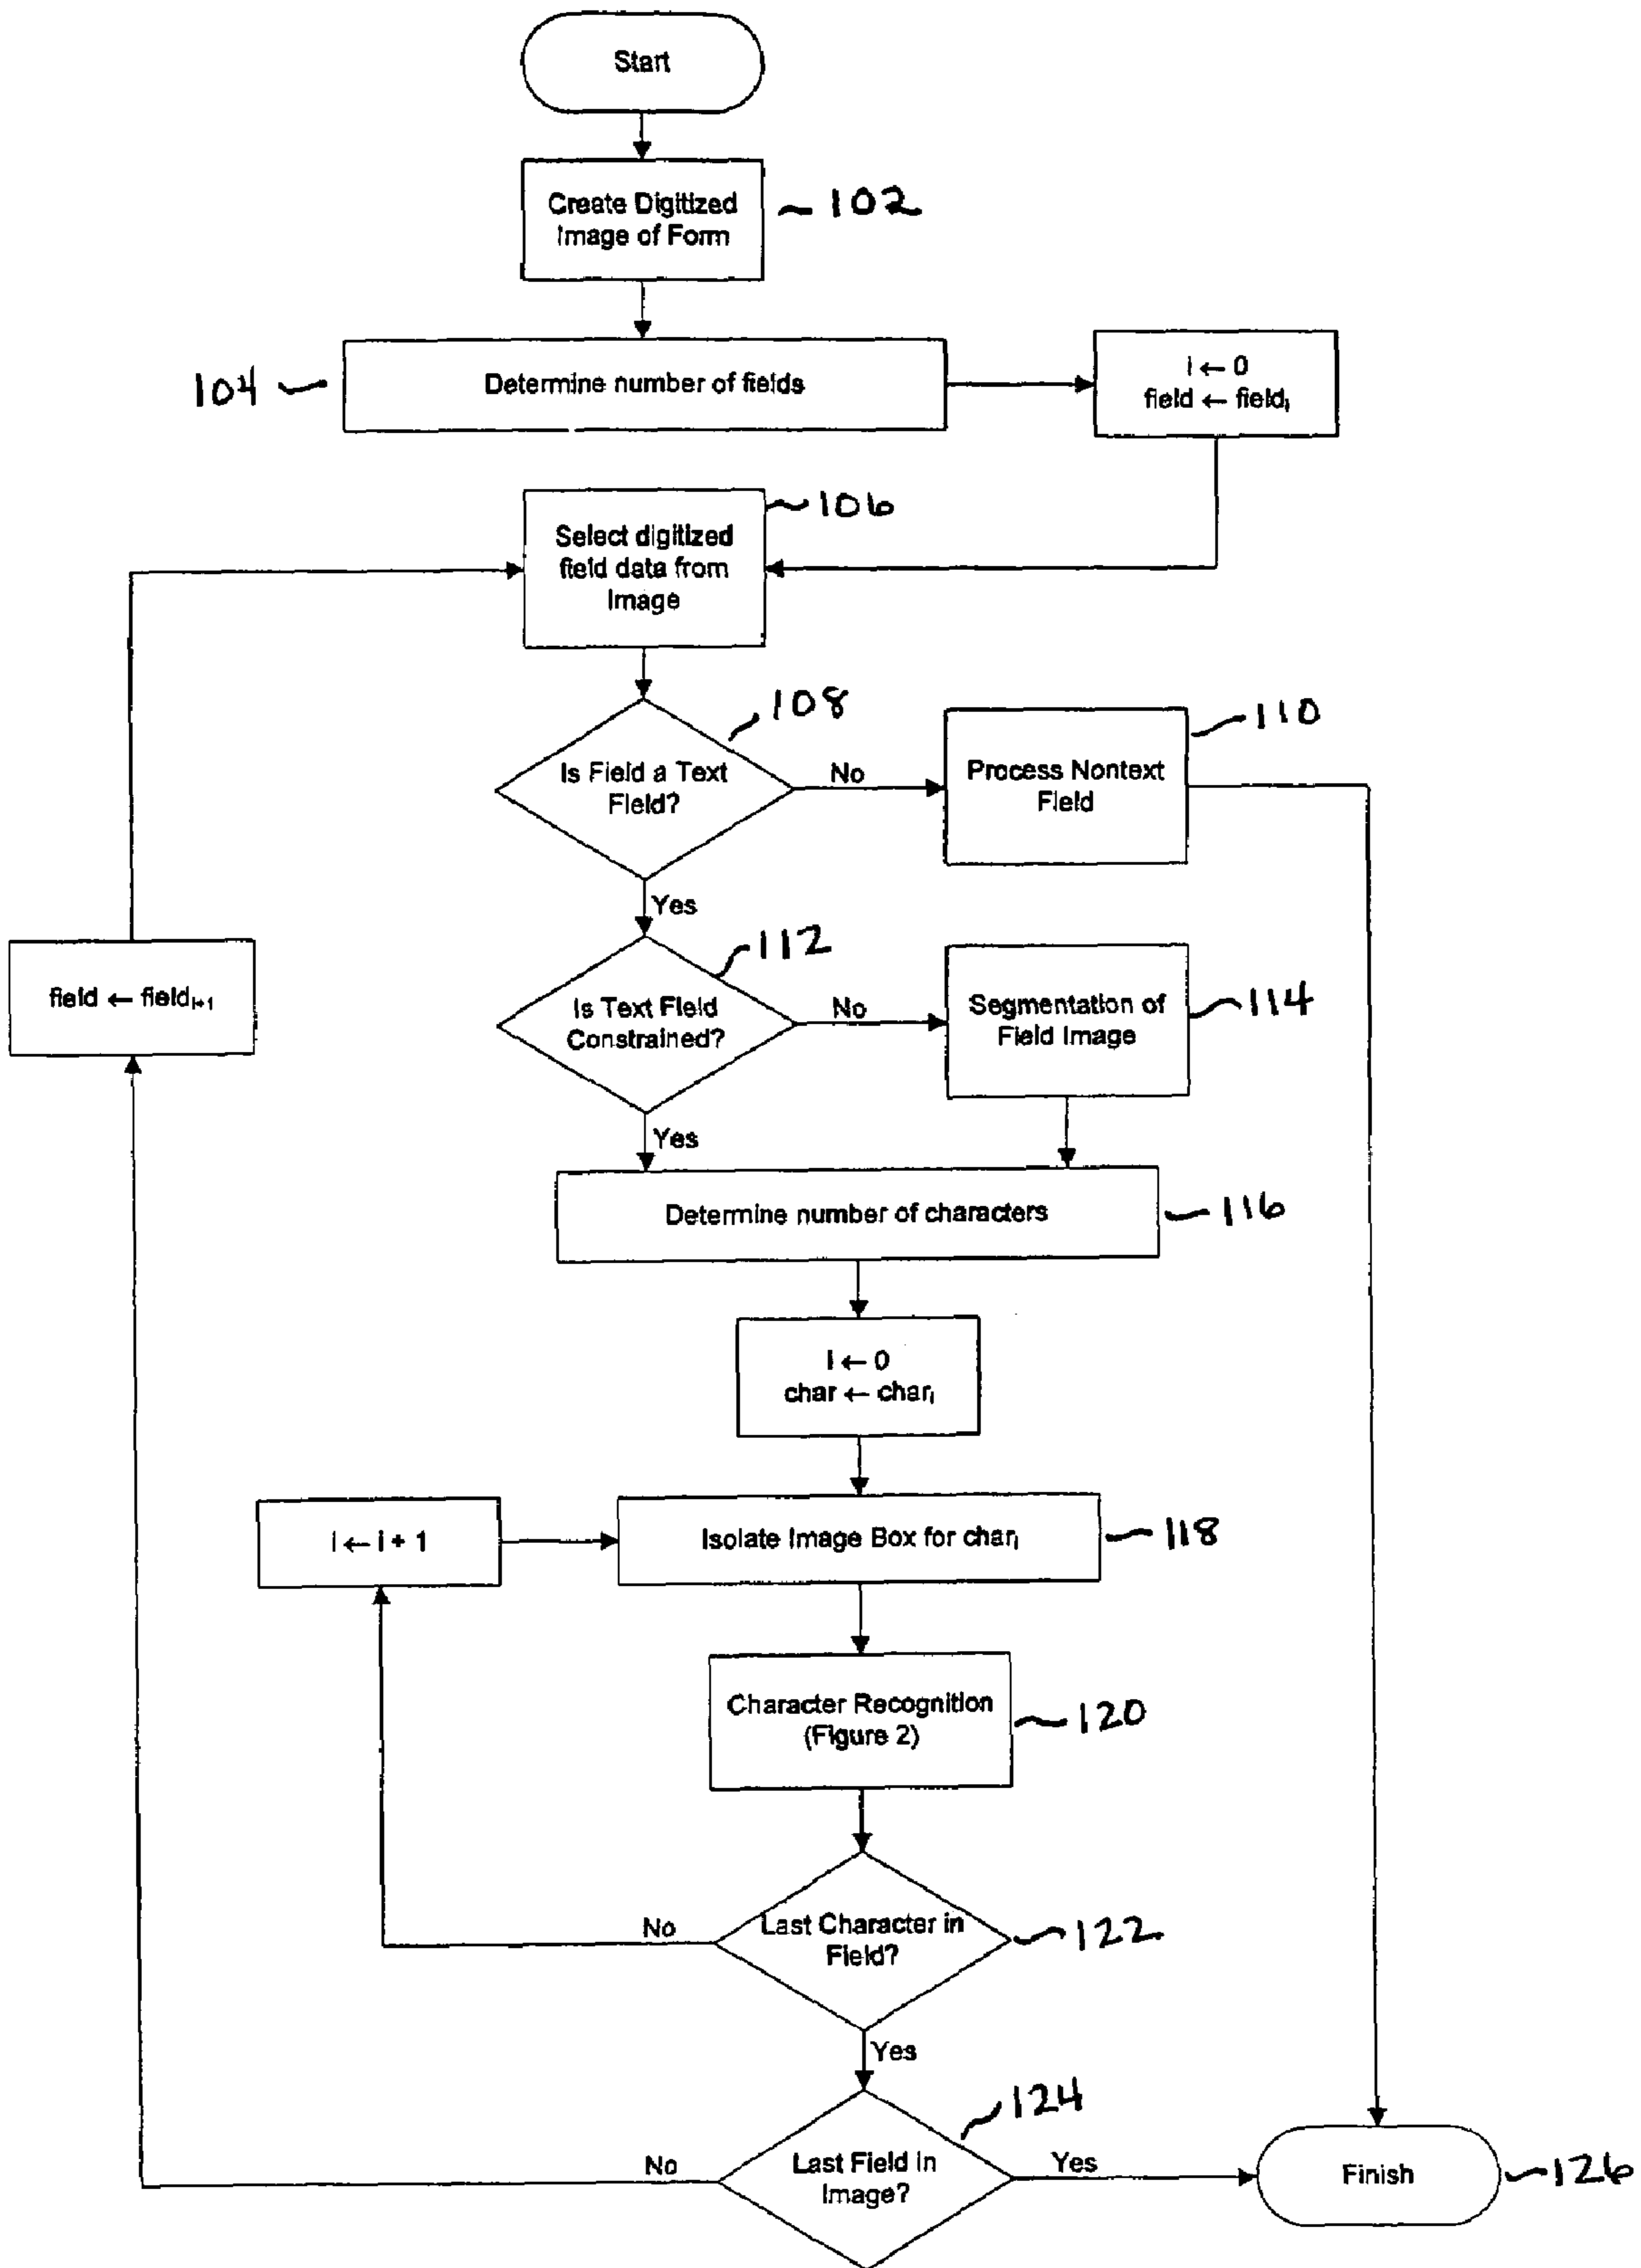 Start
Create Digitized
Image of Form
102
104
Determine number of fields
i ← 0
field ← fieldᵢ
106
Select digitized
field data from
Image
108
Is Field a Text
Field?
No
110
Process Nontext
Field
Yes
112
field ← fieldᵢ₊₁
Is Text Field
Constrained?
No
Segmentation of
Field Image
114
Yes
Determine number of characters
116
i ← 0
char ← charᵢ
i ← i + 1
Isolate Image Box for charᵢ
118
Character Recognition
(Figure 2)
120
No
Last Character in
Field?
122
Yes
124
No
Last Field in
Image?
Yes
Finish
126